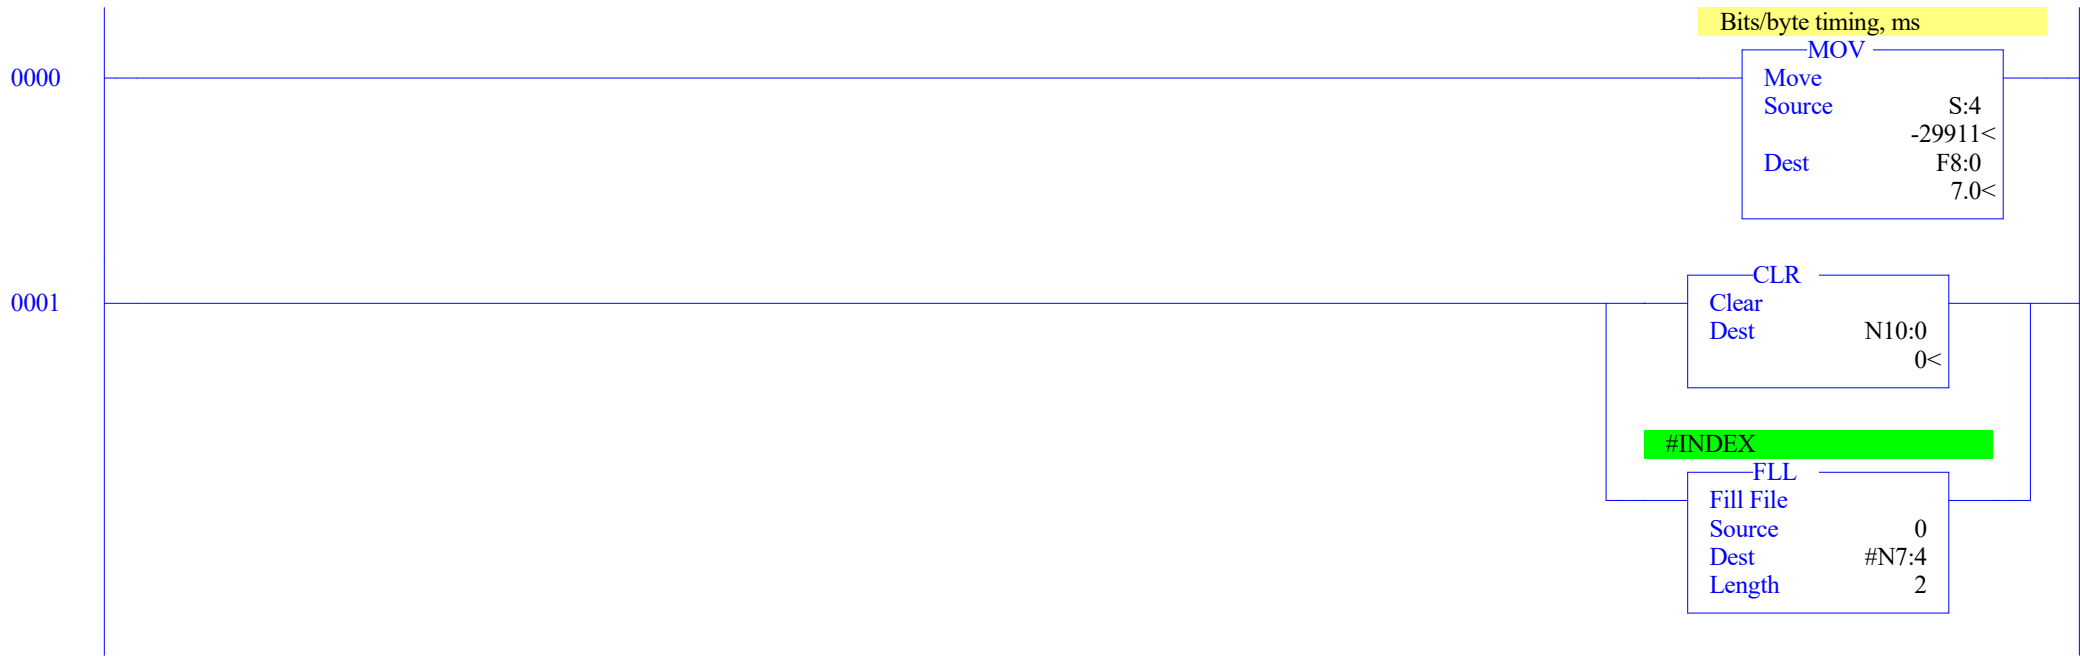 Bits/byte timing, ms
MOV
0000
Move
Source S:4
-29911<
Dest F8:0
7.0<
CLR
0001
Clear
Dest N10:0
0<
#INDEX
FLL
Fill File
Source 0
Dest #N7:4
Length 2